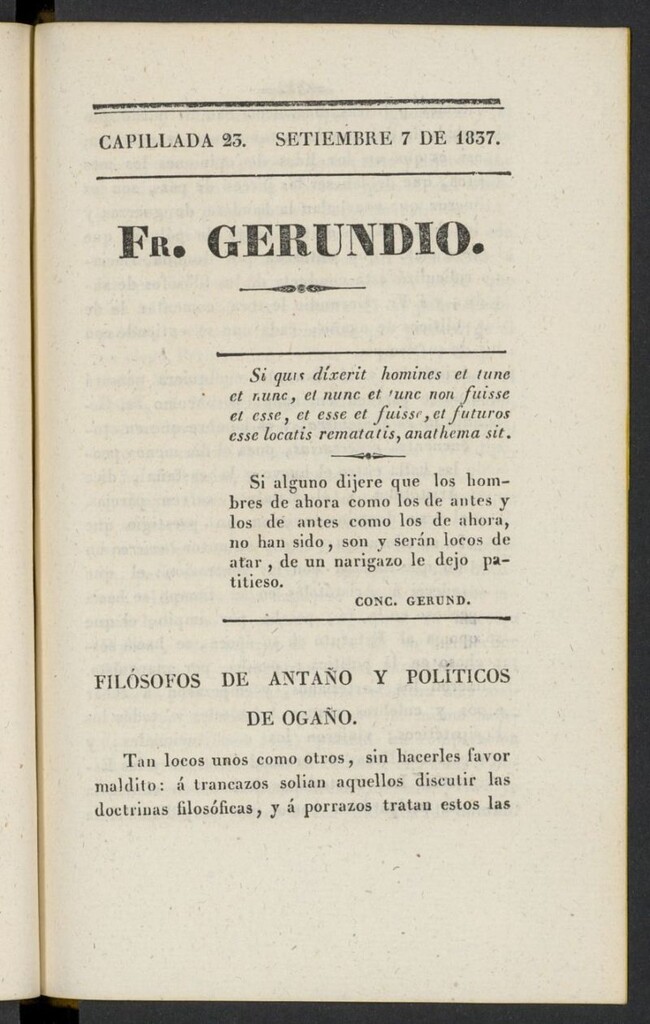 CAPILLADA 23. SETIEMBRE 7 DE 1837.
FR. GERUNDIO.
Si quis díxerit homines et tunc
et nunc, et nunc et tunc non fuisse
et esse, et esse et fuisse, et futuros
esse locatis rematatis, anathema sit.
Si alguno dijere que los hom-
bres de ahora como los de antes y
los de antes como los de ahora,
no han sido, son y serán locos de
atar, de un narigazo le dejo pa-
titieso.
CONC. GERUND.
FILÓSOFOS DE ANTAÑO Y POLÍTICOS
DE OGAÑO.
Tan locos unos como otros, sin hacerles favor
maldito: á trancazos solian aquellos discutir las
doctrinas filosóficas, y á porrazos tratan estos las